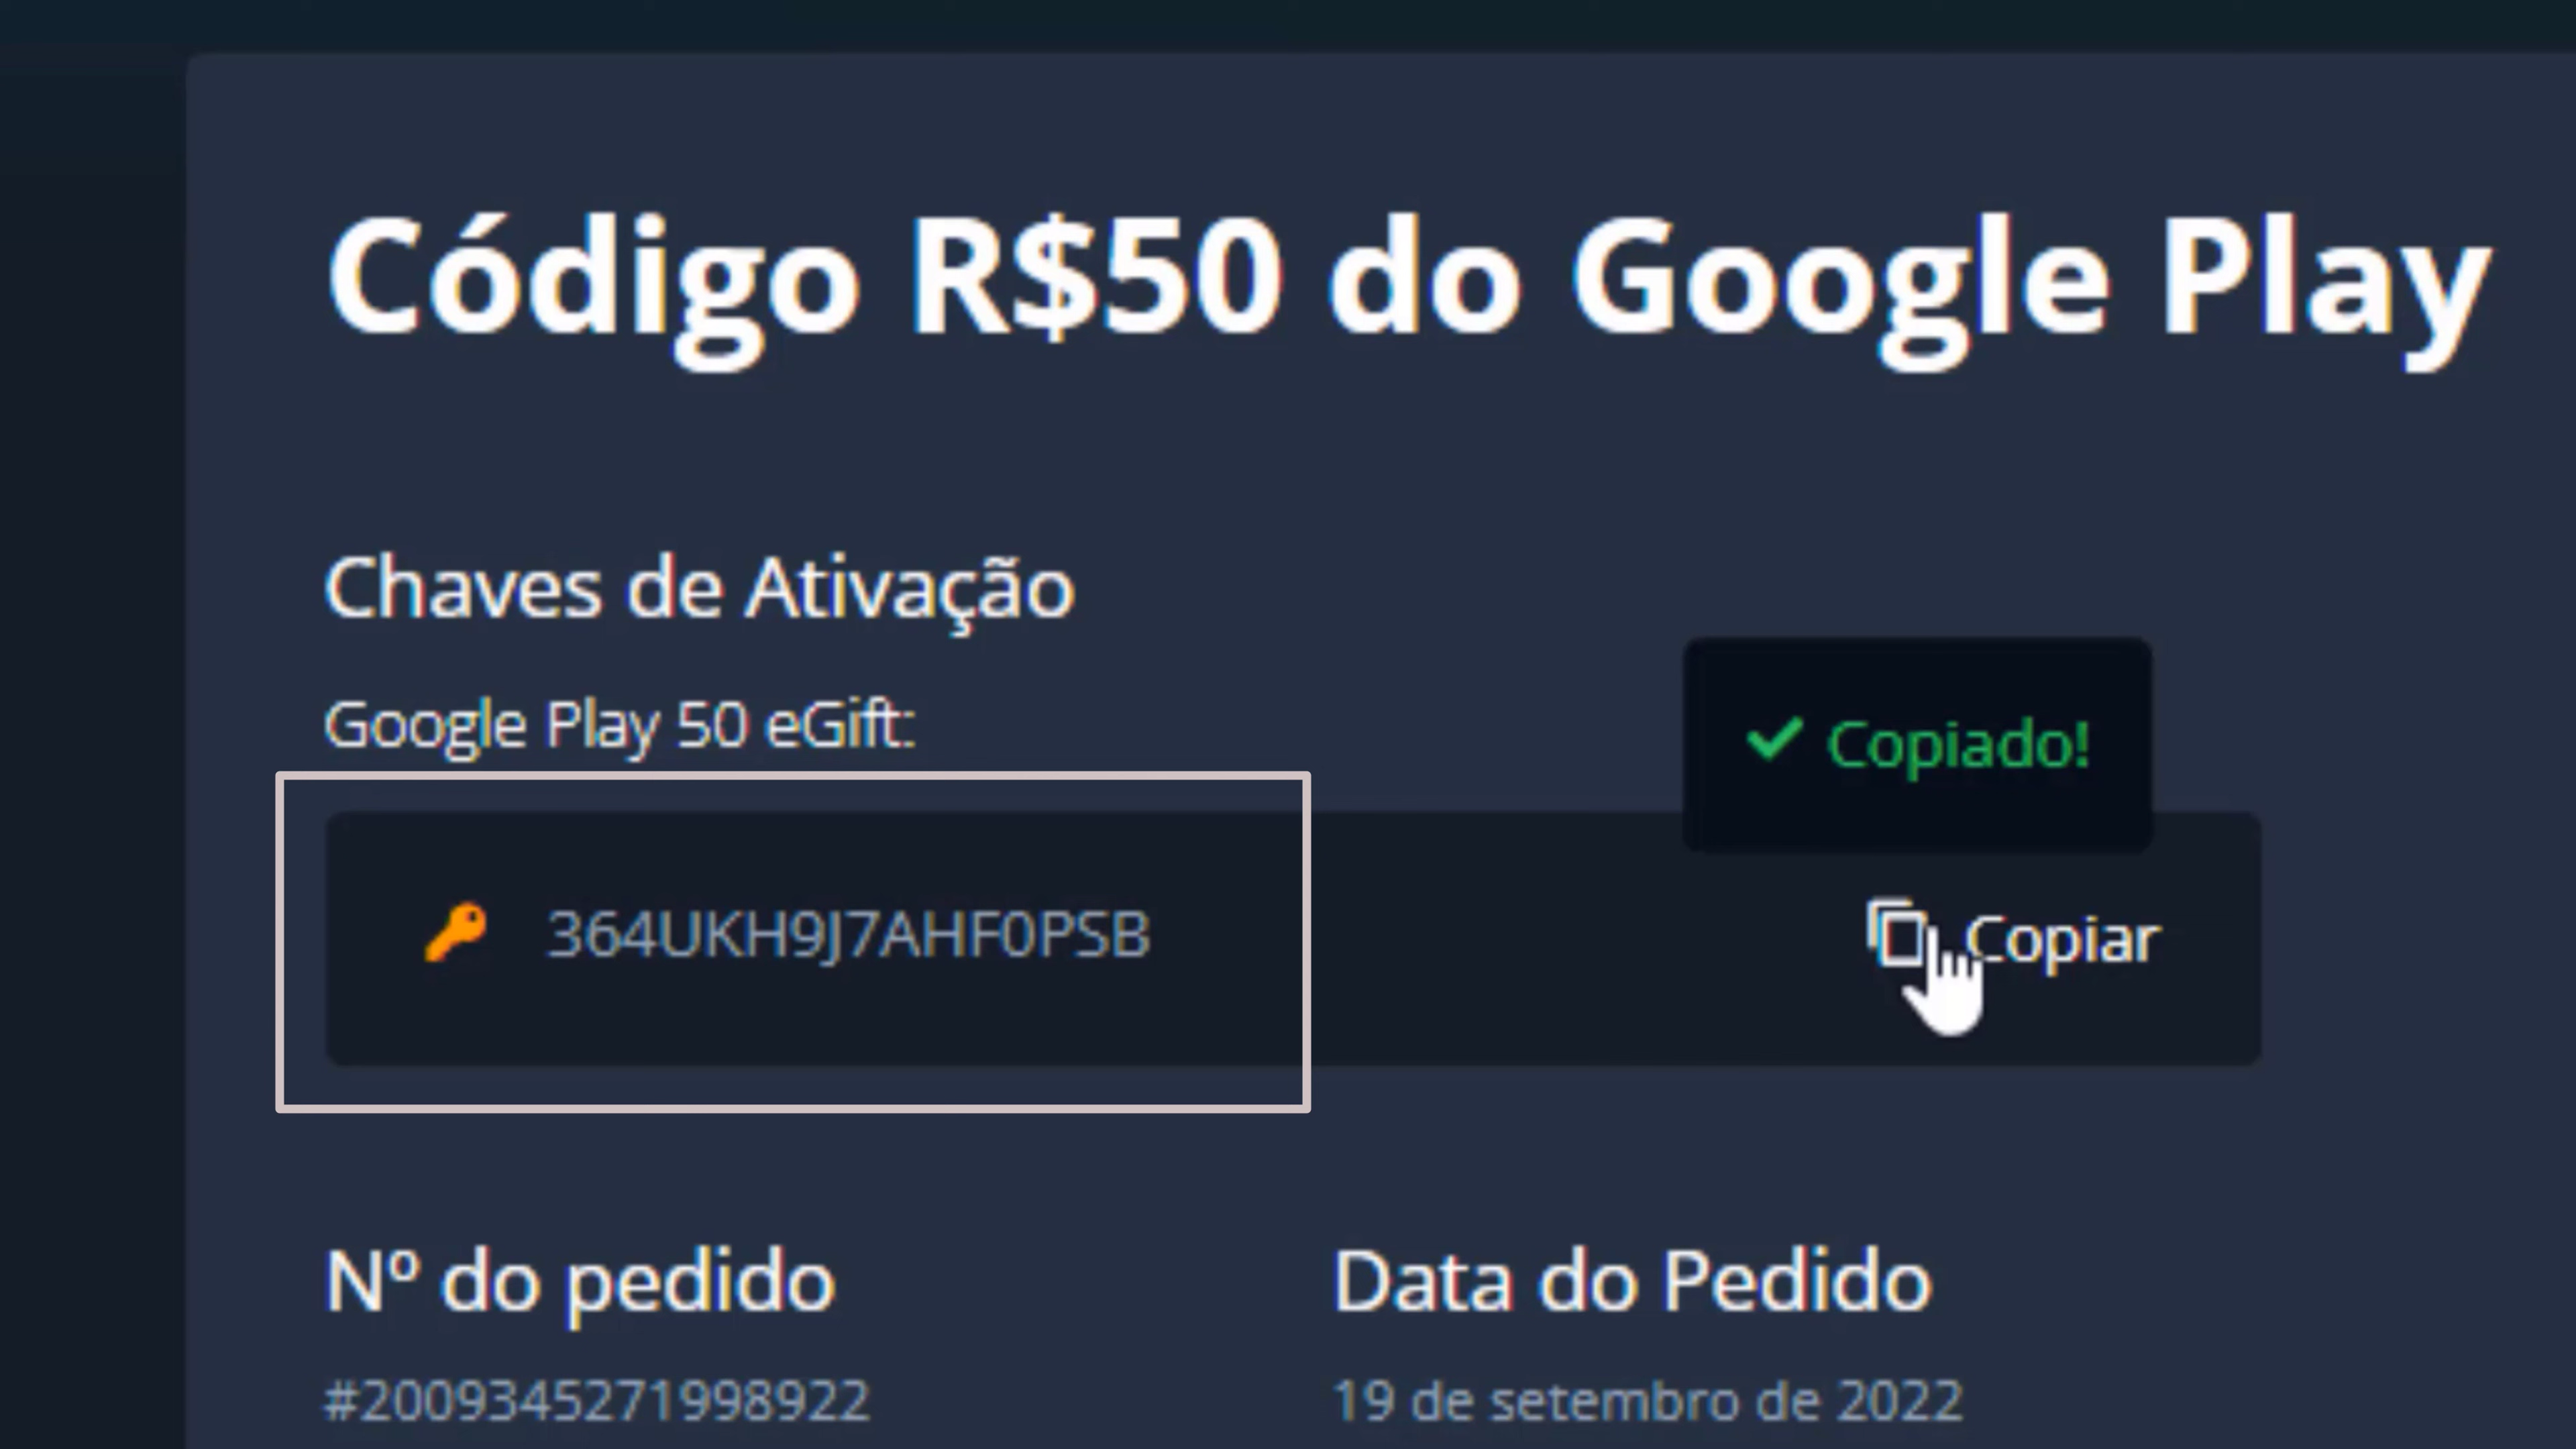 Código R$50 do Google Play
Chaves de Ativação
Google Play 50 eGift:
Copiado!
364UKH9J7AHF0PSB
Copiar
Nº do pedido
Data do Pedido
#2009345271998922
19 de setembro de 2022